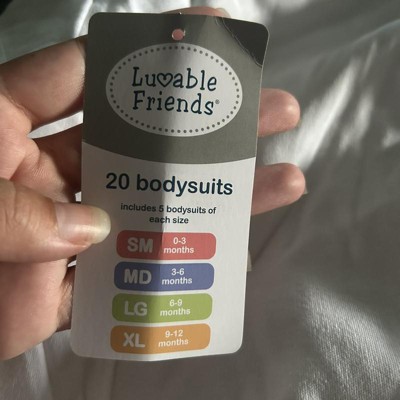 Luvable
Friends®
20 bodysuits
includes 5 bodysuits of
each size
SM 0-3 months
MD 3-6 months
LG 6-9 months
XL 9-12 months